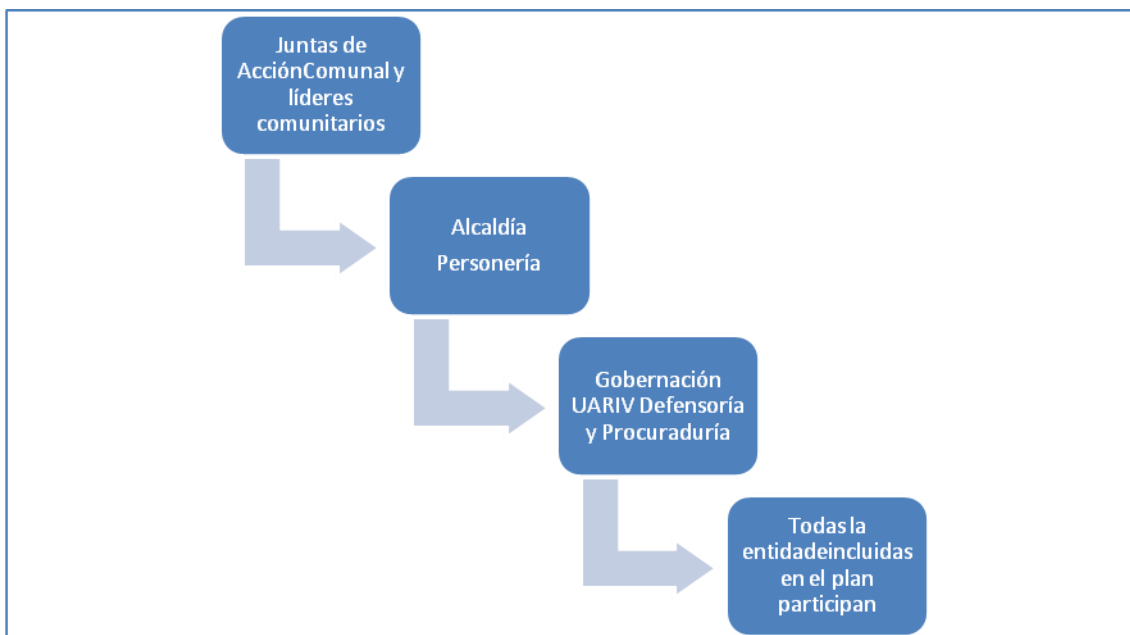 Juntas de
AcciónComunal y
líderes
comunitarios
Alcaldía
Personería
Gobernación
UARIV Defensoría
y Procuraduría
Todas la
entidadeincluidas
en el plan
participan